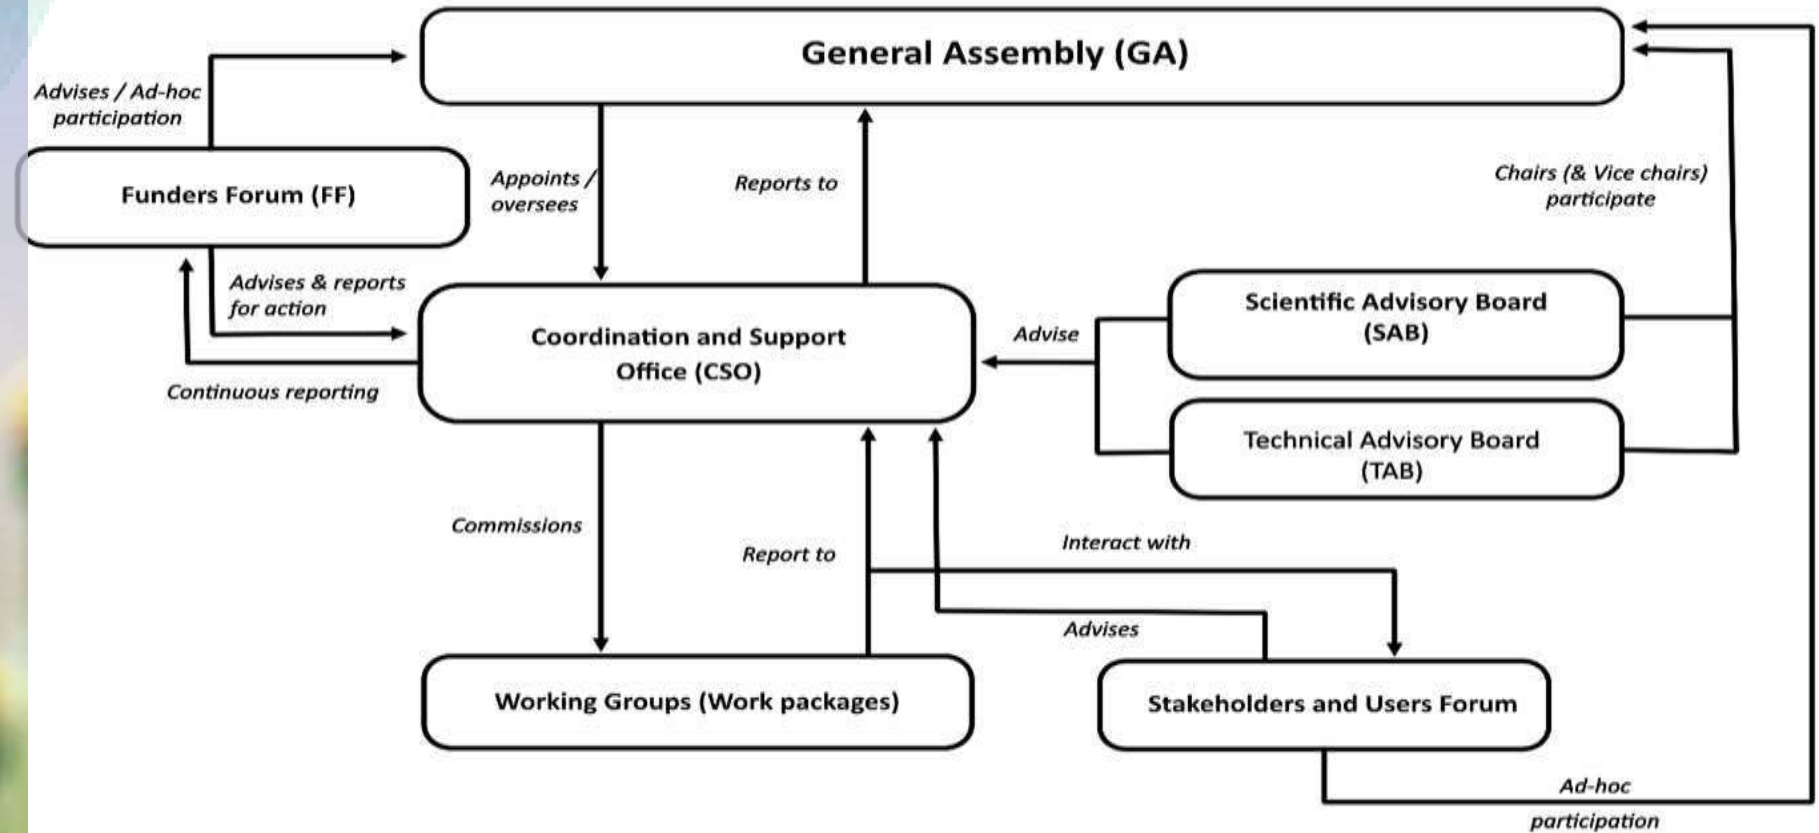 General Assembly (GA)
Advises / Ad-hoc
participation
Funders Forum (FF)
Appoints /
oversees
Reports to
Chairs (& Vice chairs)
participate
Advises & reports
for action
Continuous reporting
Coordination and Support
Office (CSO)
Advise
Scientific Advisory Board
(SAB)
Technical Advisory Board
(TAB)
Commissions
Report to
Interact with
Advises
Working Groups (Work packages)
Stakeholders and Users Forum
Ad-hoc
participation